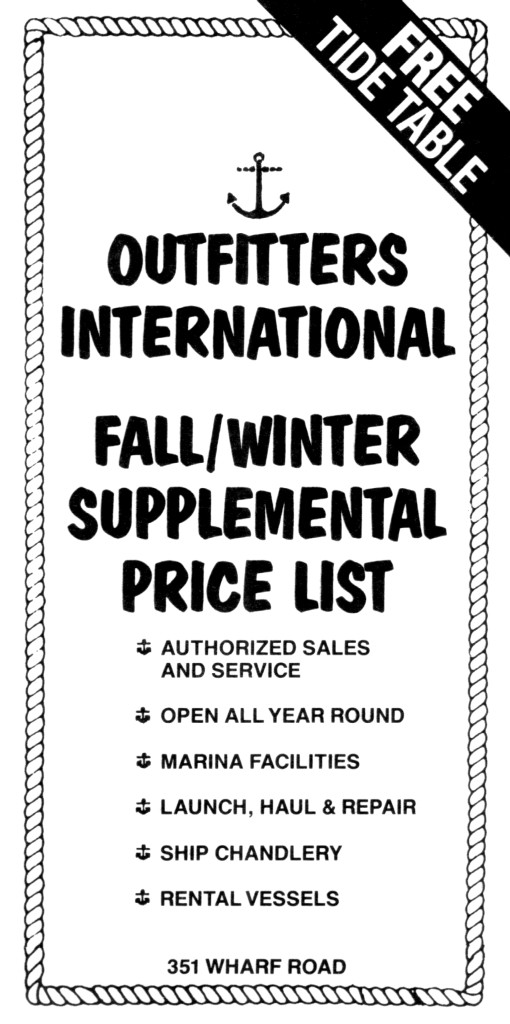 FREE
TIDE TABLE
OUTFITTERS
INTERNATIONAL
FALL/WINTER
SUPPLEMENTAL
PRICE LIST
AUTHORIZED SALES
AND SERVICE
OPEN ALL YEAR ROUND
MARINA FACILITIES
LAUNCH, HAUL & REPAIR
SHIP CHANDLERY
RENTAL VESSELS
351 WHARF ROAD